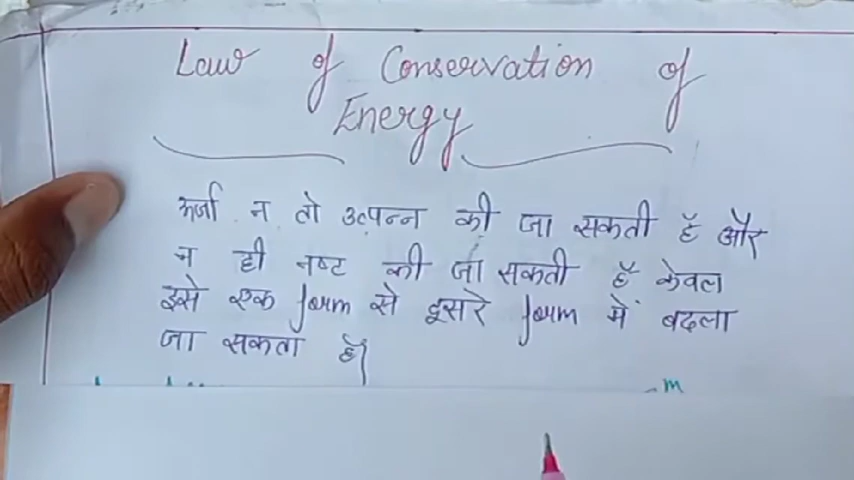 Law of Conservation of
Energy
ऊर्जा न तो उत्पन्न की जा सकती है और
न ही नष्ट की जा सकती है केवल
इसे एक form से दूसरे form में बदला
जा सकता है।
m